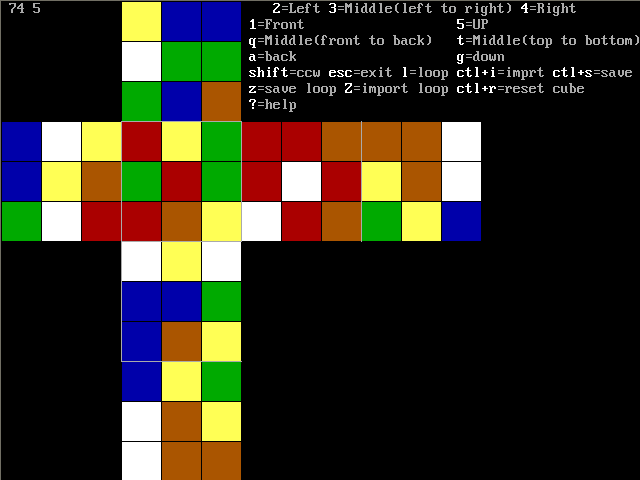 74 5 2=Left 3=Middle(left to right) 4=Right
1=Front 5=UP
q=Middle(front to back) t=Middle(top to bottom)
a=back g=down
shift=ccw esc=exit l=loop ctl+i=imprt ctl+s=save
z=save loop Z=import loop ctl+r=reset cube
?=help